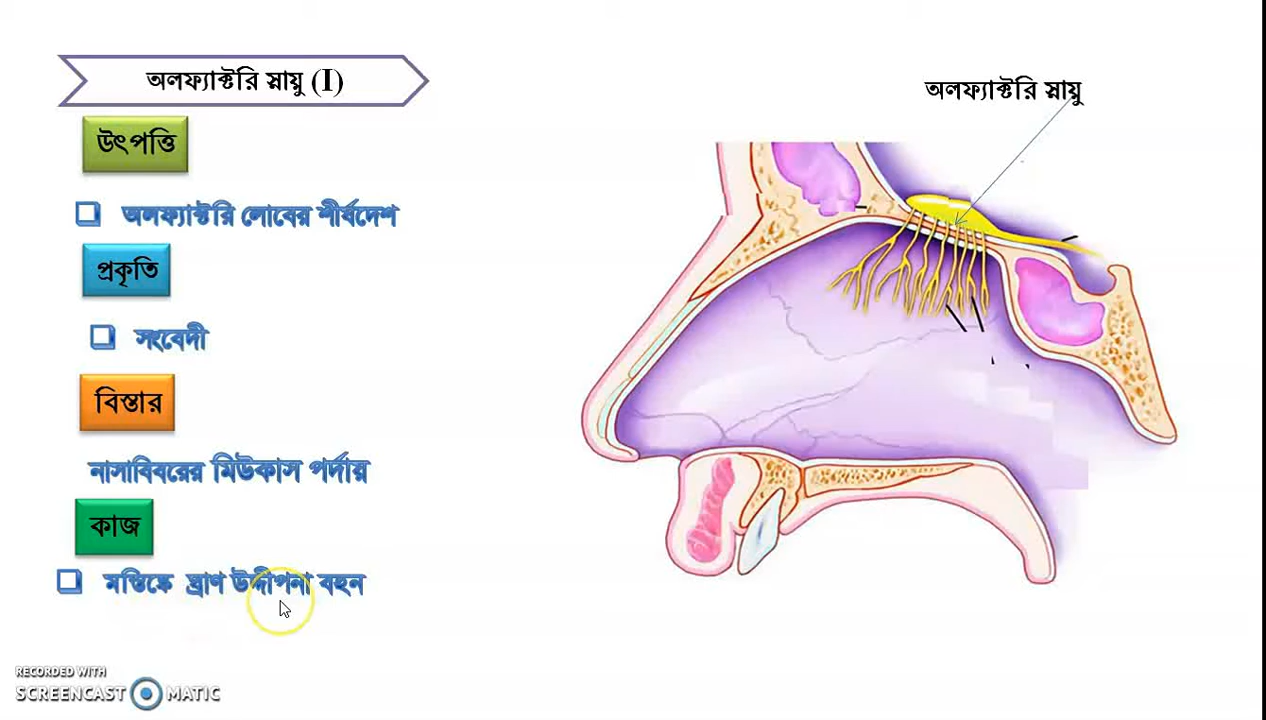 অলফ্যাক্টরি স্নায়ু (I)
অলফ্যাক্টরি স্নায়ু
উৎপত্তি
অলফ্যাক্টরি লোবের শীর্ষদেশ
প্রকৃতি
সংবেদী
বিস্তার
নাসাবিবরের মিউকাস পর্দায়
কাজ
মস্তিষ্কে ঘ্রাণ উদ্দীপনা বহন
RECORDED WITH
SCREENCAST MATIC